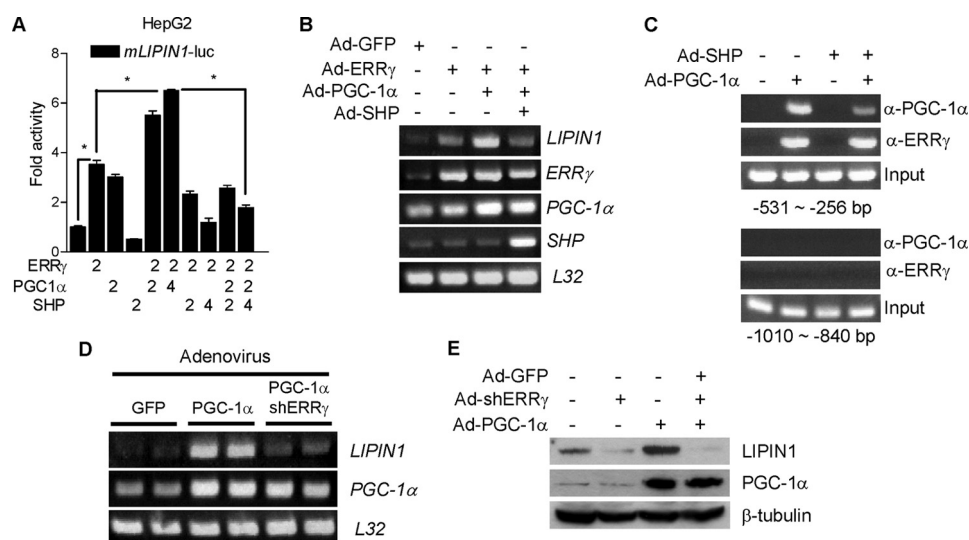 A
HepG2
mLIPIN1-luc
Fold activity
8
6
4
2
0
* * *
ERRγ 2 2 2 2 2 2 2
PGC1α 2 2 4 2 2
SHP 2 2 4 2 4
B
Ad-GFP + - - -
Ad-ERRγ - + + +
Ad-PGC-1α - - + +
Ad-SHP - - - +
LIPIN1
ERRγ
PGC-1α
SHP
L32
C
Ad-SHP - - + +
Ad-PGC-1α - + - +
α-PGC-1α
α-ERRγ
Input
-531 ~ -256 bp
α-PGC-1α
α-ERRγ
Input
-1010 ~ -840 bp
D
Adenovirus
GFP PGC-1α PGC-1α
shERRγ
LIPIN1
PGC-1α
L32
E
Ad-GFP - - - +
Ad-shERRγ - + - +
Ad-PGC-1α - - + +
LIPIN1
PGC-1α
β-tubulin